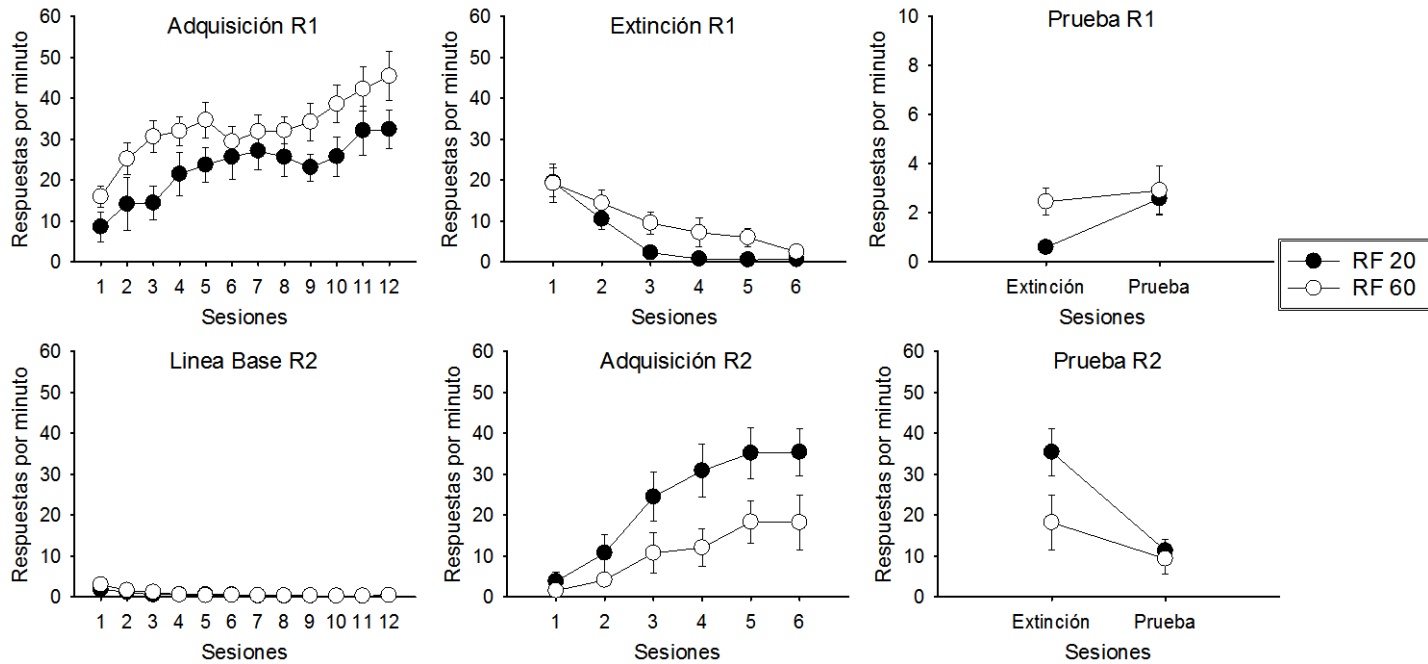 Adquisición R1
Respuestas por minuto
60
50
40
30
20
10
0
1 2 3 4 5 6 7 8 9 10 11 12
Sesiones
Extinción R1
Respuestas por minuto
60
50
40
30
20
10
0
1 2 3 4 5 6
Sesiones
Prueba R1
Respuestas por minuto
10
8
6
4
2
0
Extinción Prueba
Sesiones
RF 20
RF 60
Linea Base R2
Respuestas por minuto
60
50
40
30
20
10
0
1 2 3 4 5 6 7 8 9 10 11 12
Sesiones
Adquisición R2
Respuestas por minuto
60
50
40
30
20
10
0
1 2 3 4 5 6
Sesiones
Prueba R2
Respuestas por minuto
60
50
40
30
20
10
0
Extinción Prueba
Sesiones